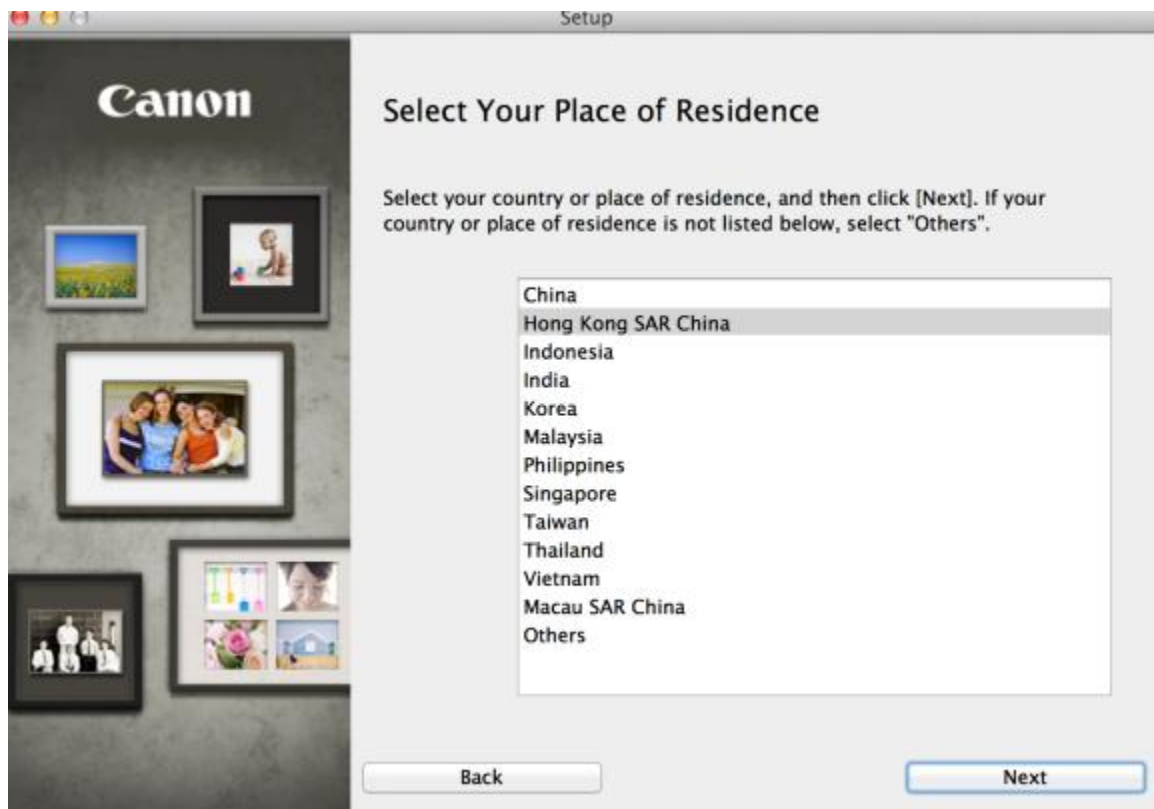 Setup
Canon
Select Your Place of Residence
Select your country or place of residence, and then click [Next]. If your
country or place of residence is not listed below, select "Others".
China
Hong Kong SAR China
Indonesia
India
Korea
Malaysia
Philippines
Singapore
Taiwan
Thailand
Vietnam
Macau SAR China
Others
Back
Next